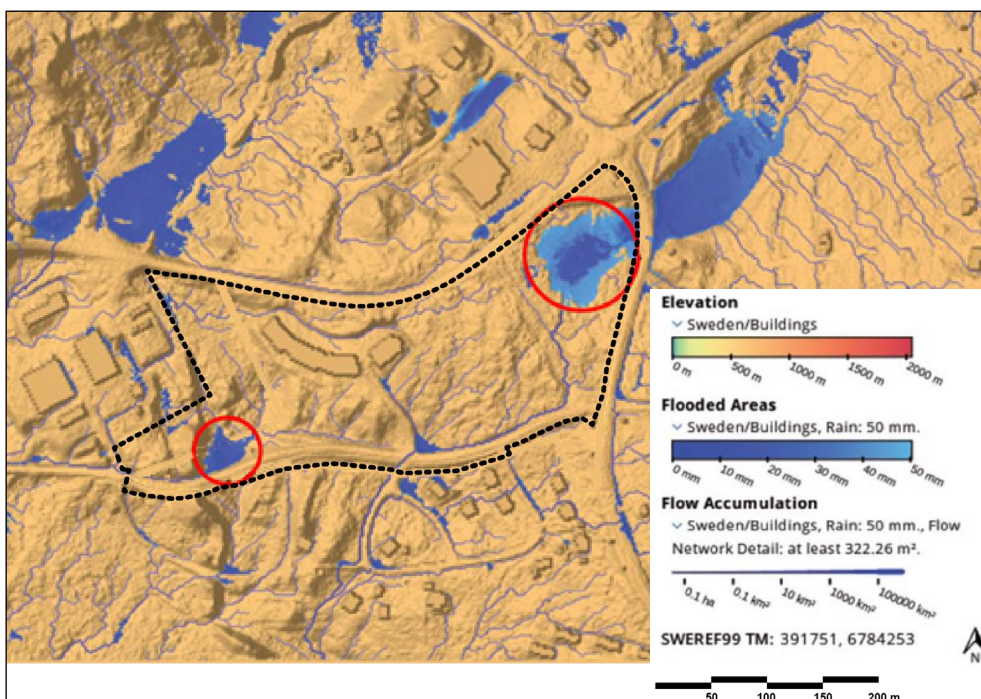 Elevation
Sweden/Buildings
0 m 500 m 1000 m 1500 m 2000 m
Flooded Areas
Sweden/Buildings, Rain: 50 mm.
0 mm 10 mm 20 mm 30 mm 40 mm 50 mm
Flow Accumulation
Sweden/Buildings, Rain: 50 mm., Flow
Network Detail: at least 322.26 m².
0.1 ha 0.1 km² 10 km² 1000 km² 100000 km²
SWEREF99 TM: 391751, 6784253
N
50 100 150 200 m